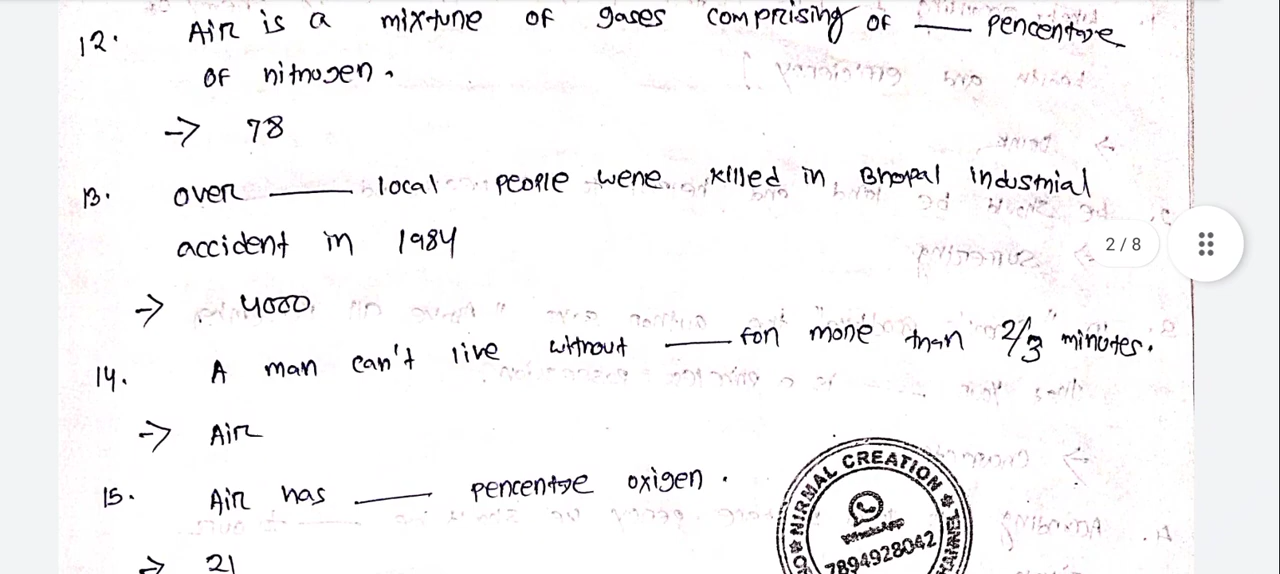 12. Air is a mixture of gases comprising of ___ percentage
of nitrogen.
-> 78
13. over ___ local people were killed in Bhopal industrial
accident in 1984
2/8
-> 4000
14. A man can't live without ___ for more than 2/3 minutes.
-> Air
15. Air has ___ percentge oxigen.
NIRMAL CREATION
WhatsApp
7894928042
-> 21